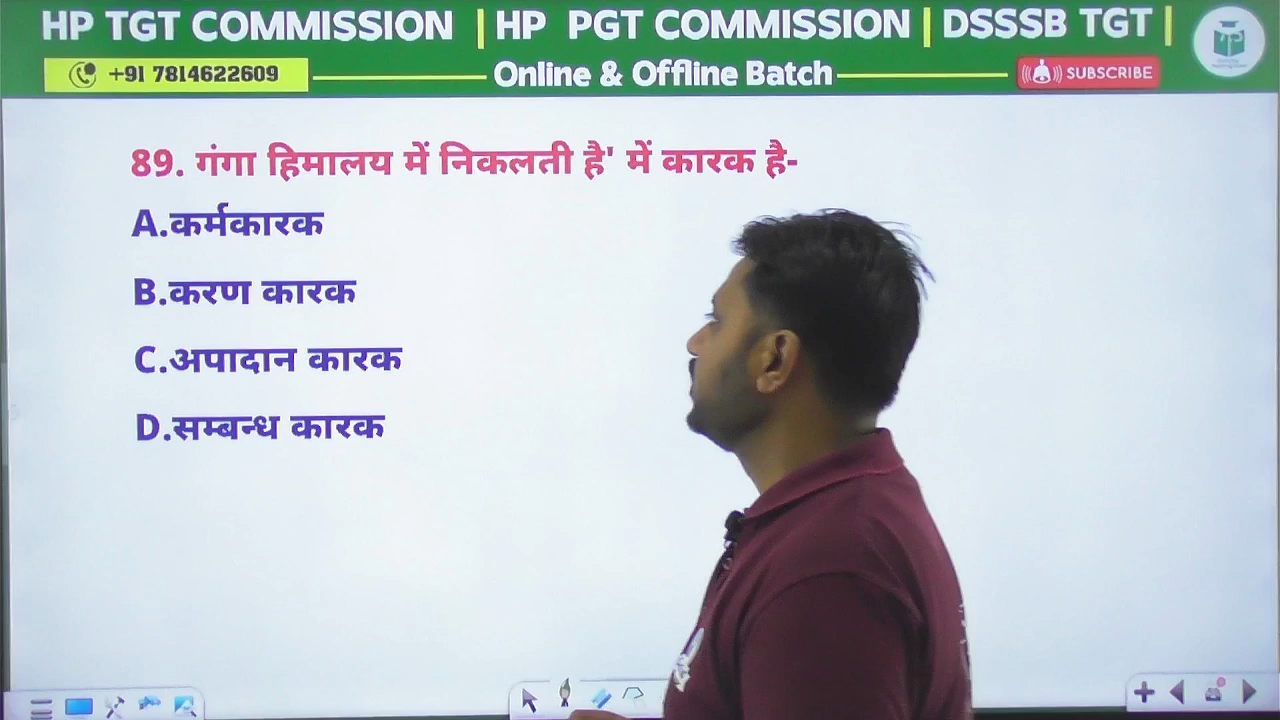 HP TGT COMMISSION | HP PGT COMMISSION | DSSSB TGT |
+91 7814622609 Online & Offline Batch SUBSCRIBE
89. गंगा हिमालय में निकलती है' में कारक है-
A.कर्मकारक
B.करण कारक
C.अपादान कारक
D.सम्बन्ध कारक